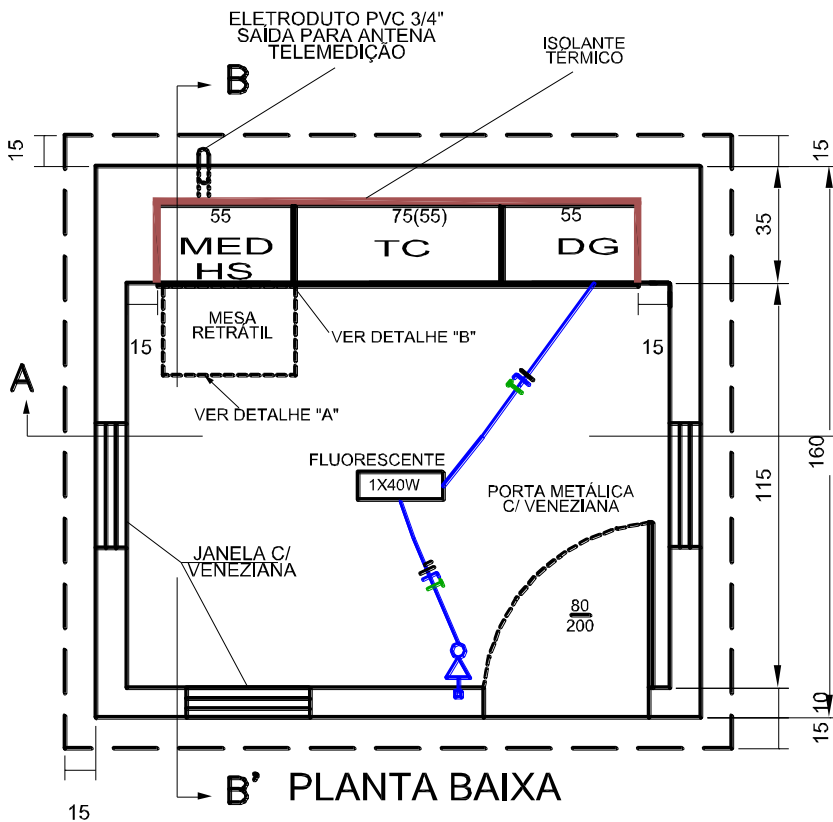 ELETRODUTO PVC 3/4"
SAÍDA PARA ANTENA
TELEMEDIÇÃO
ISOLANTE
TÉRMICO
B
15
15
55
75(55)
55
35
MED
HS
TC
DG
MESA
RETRÁTIL
VER DETALHE "B"
15
15
A
VER DETALHE "A"
160
115
FLUORESCENTE
1X40W
PORTA METÁLICA
C/ VENEZIANA
JANELA C/
VENEZIANA
80
200
10
15
B'
PLANTA BAIXA
15